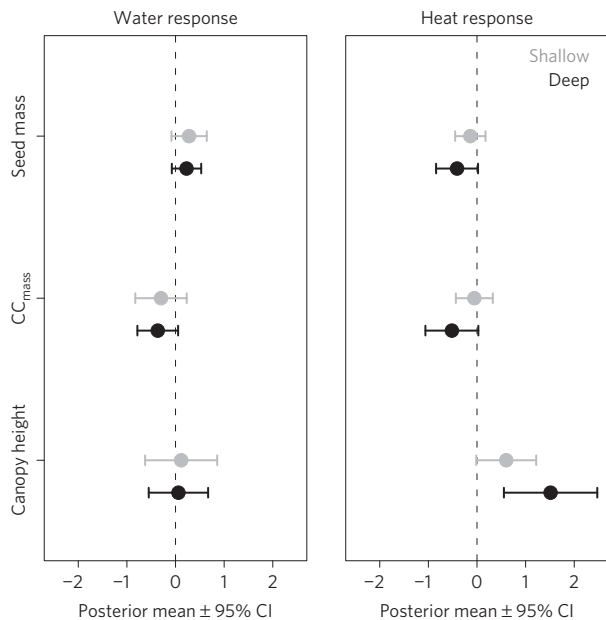 Water response
Heat response
Shallow
Deep
Seed mass
CCmass
Canopy height
−2 −1 0 1 2
−2 −1 0 1 2
Posterior mean ± 95% CI
Posterior mean ± 95% CI